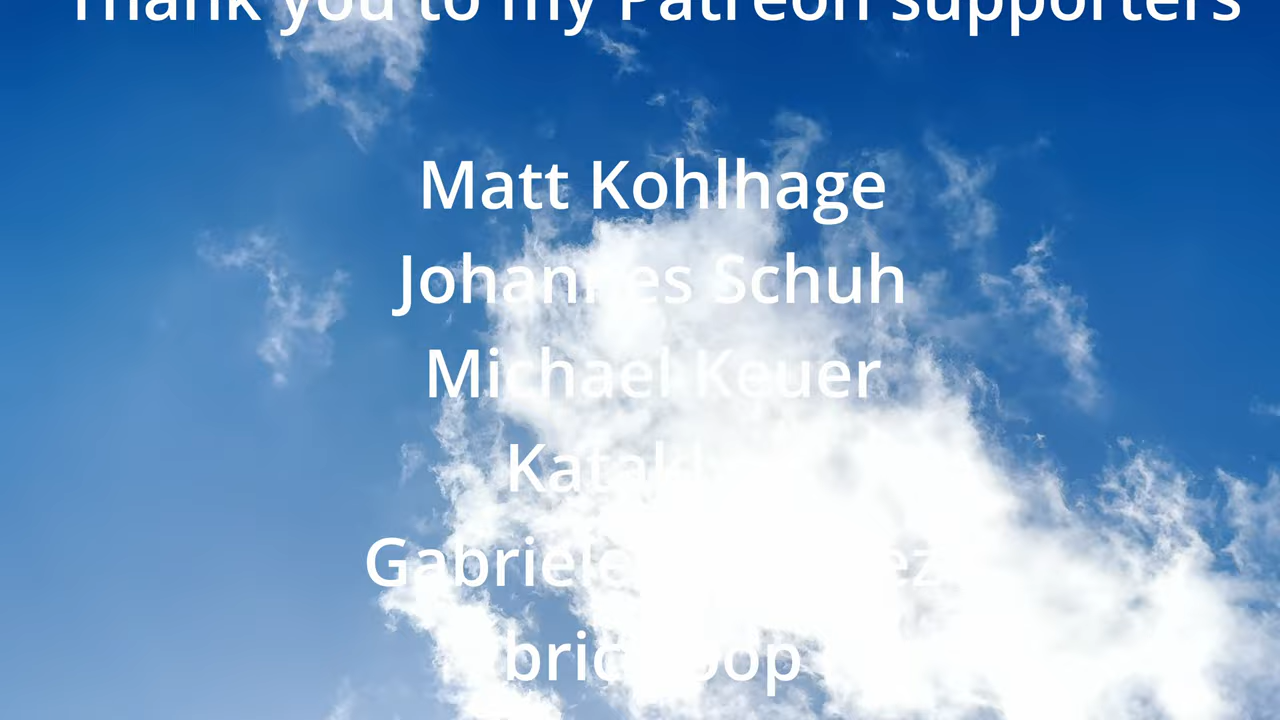 Thank you to my Patreon supporters
Matt Kohlhage
Johannes Schuh
Michael Keuer
Gabriele